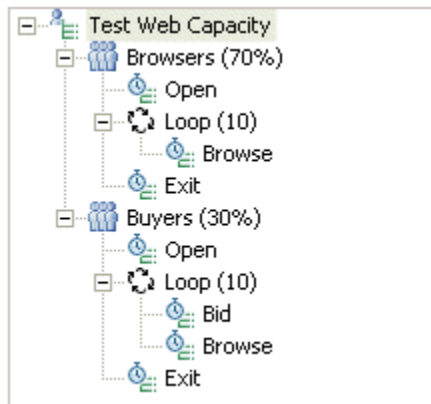 Test Web Capacity
Browsers (70%)
Open
Loop (10)
Browse
Exit
Buyers (30%)
Open
Loop (10)
Bid
Browse
Exit